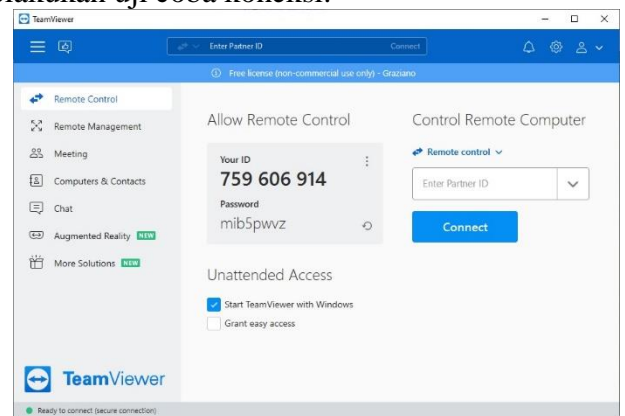 uji coba koneksi.
TeamViewer
Enter Partner ID Connect
Free license (non-commercial use only) - Graziano
Remote Control
Remote Management
Meeting
Computers & Contacts
Chat
Augmented Reality NEW
More Solutions NEW
Allow Remote Control
Your ID
759 606 914
Password
mib5pwvz
Unattended Access
Start TeamViewer with Windows
Grant easy access
Control Remote Computer
Remote control
Enter Partner ID
Connect
TeamViewer
Ready to connect (secure connection)